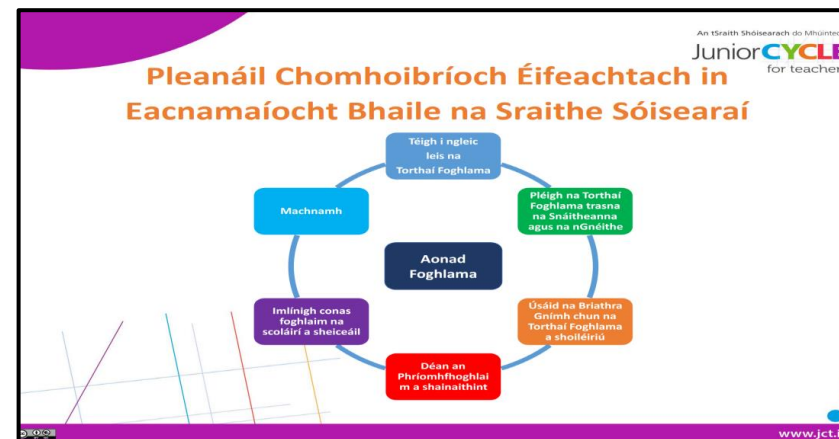 An tSraith Shóisearach do Mhúinteo
JuniorCYCLE
for teacher
Pleanáil Chomhoibríoch Éifeachtach in
Eacnamaíocht Bhaile na Sraithe Sóisearaí
Téigh i ngleic
leis na
Torthaí Foghlama
Pléigh na Torthaí
Foghlama trasna
na Snáitheanna
agus na nGnéithe
Úsáid na Briathra
Gnímh chun na
Torthaí Foghlama
a shoiléiriú
Déan an
Phríomhfhoghlai
m a shainaithint
Imlínigh conas
foghlaim na
scoláirí a sheiceáil
Machnamh
Aonad
Foghlama
www.jct.i